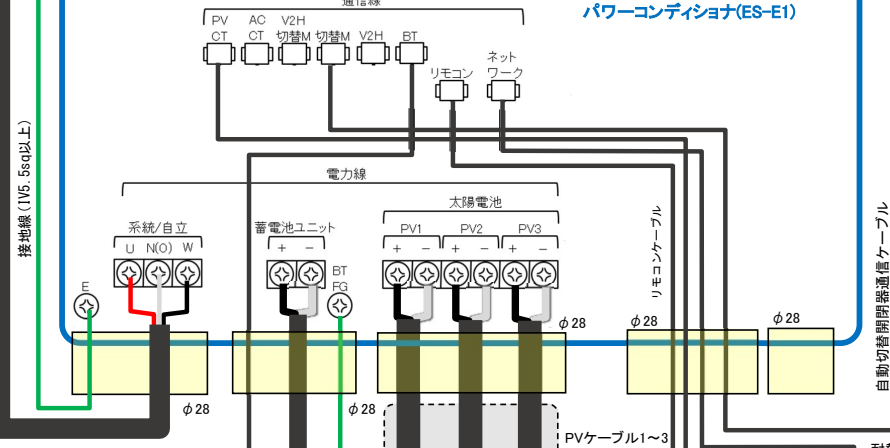 通信線
パワーコンディショナ(ES-E1)
PV CT
AC CT
V2H 切替M
切替M
V2H
BT
リモコン
ネットワーク
接地線(IV5.5sq以上)
電力線
太陽電池
系統/自立
蓄電池ユニット
PV1
PV2
PV3
U N(O) W
+ −
+ − + − + −
E
BT FG
リモコンケーブル
自動切替開閉器通信ケーブル
φ28
φ28
φ28
φ28
φ28
PVケーブル1~3